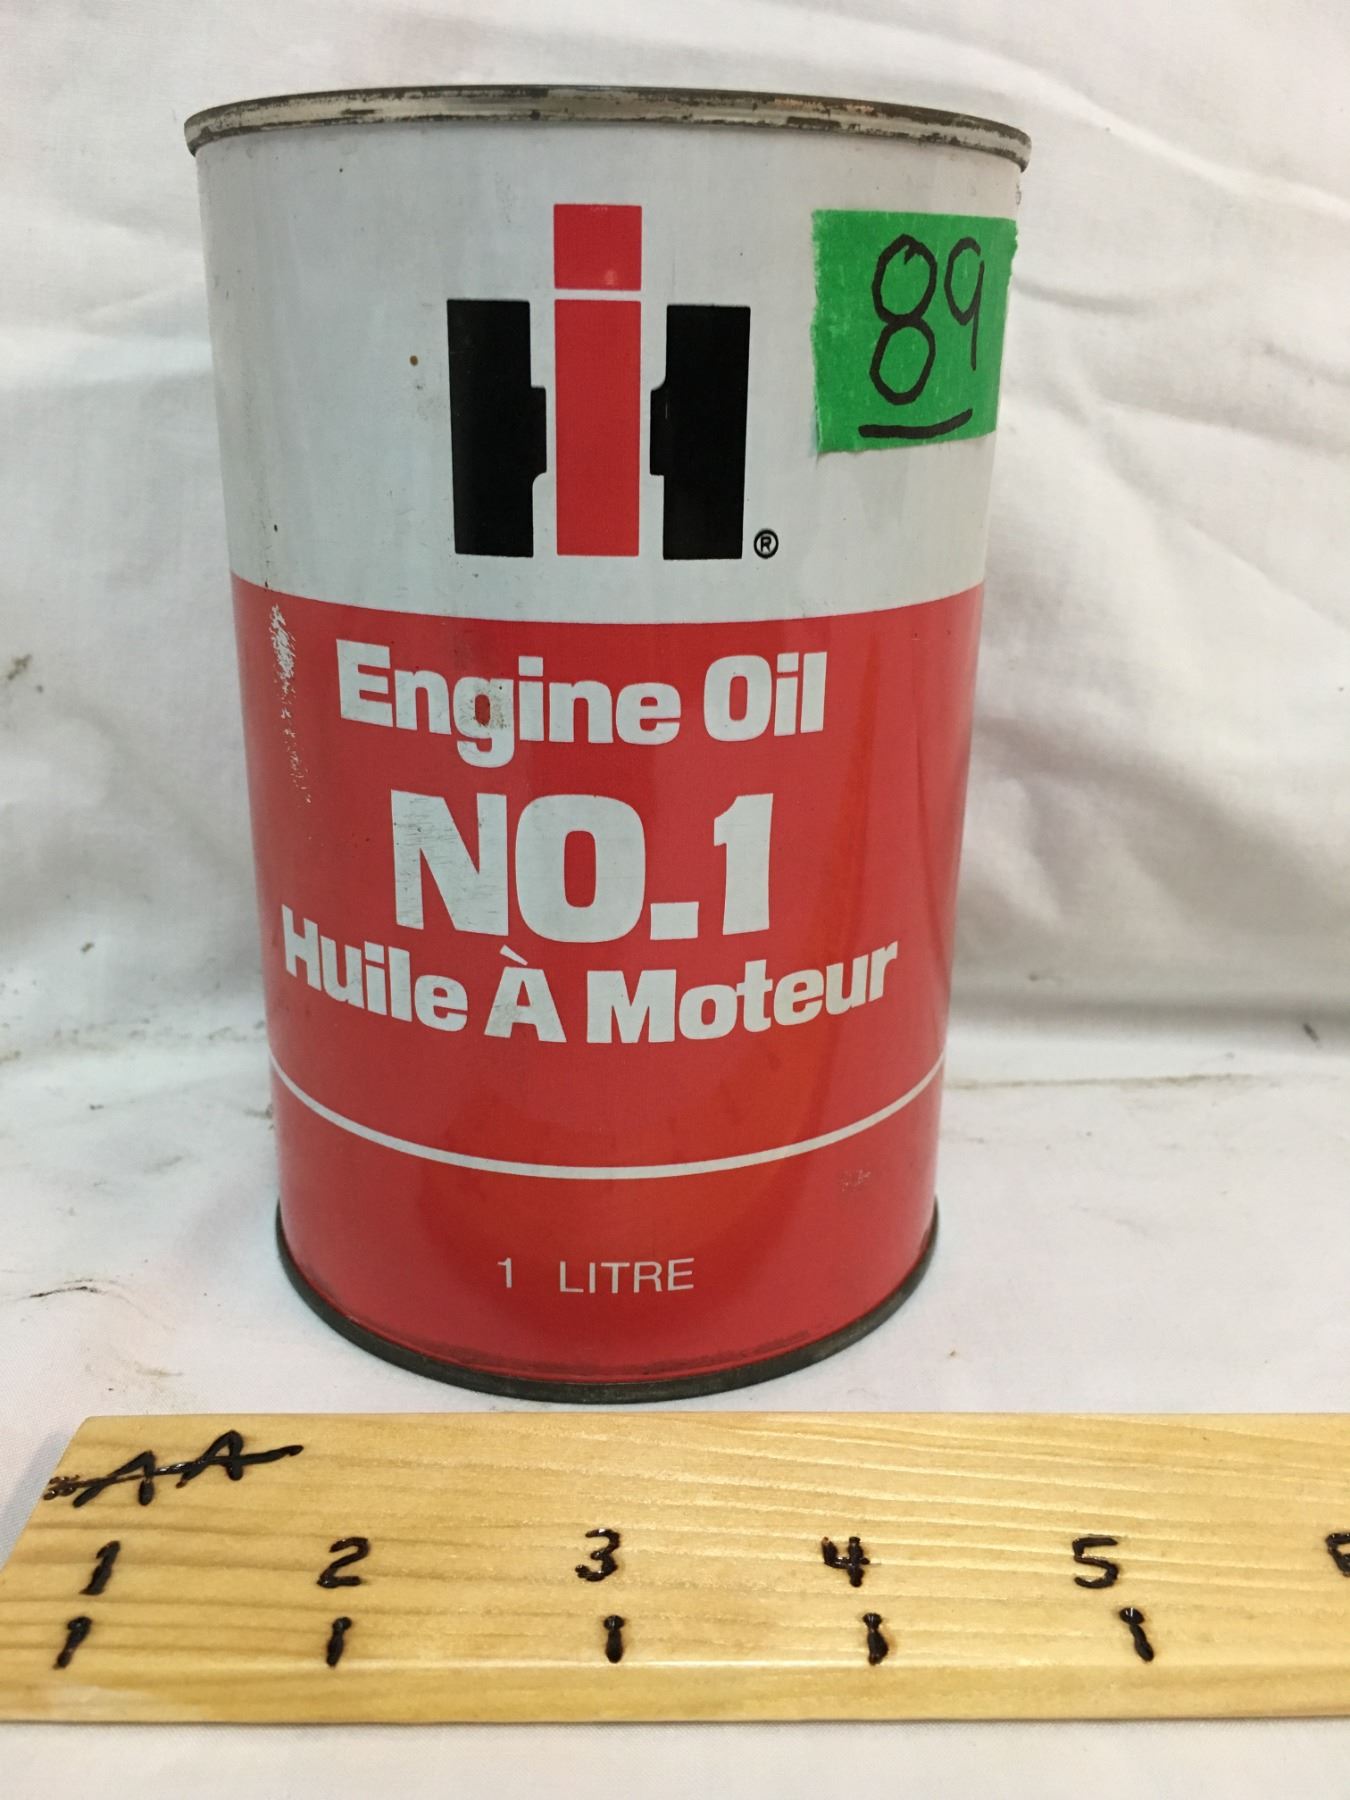 IH
®
89
Engine Oil
NO.1
Huile À Moteur
1 LITRE
AA
1 2 3 4 5